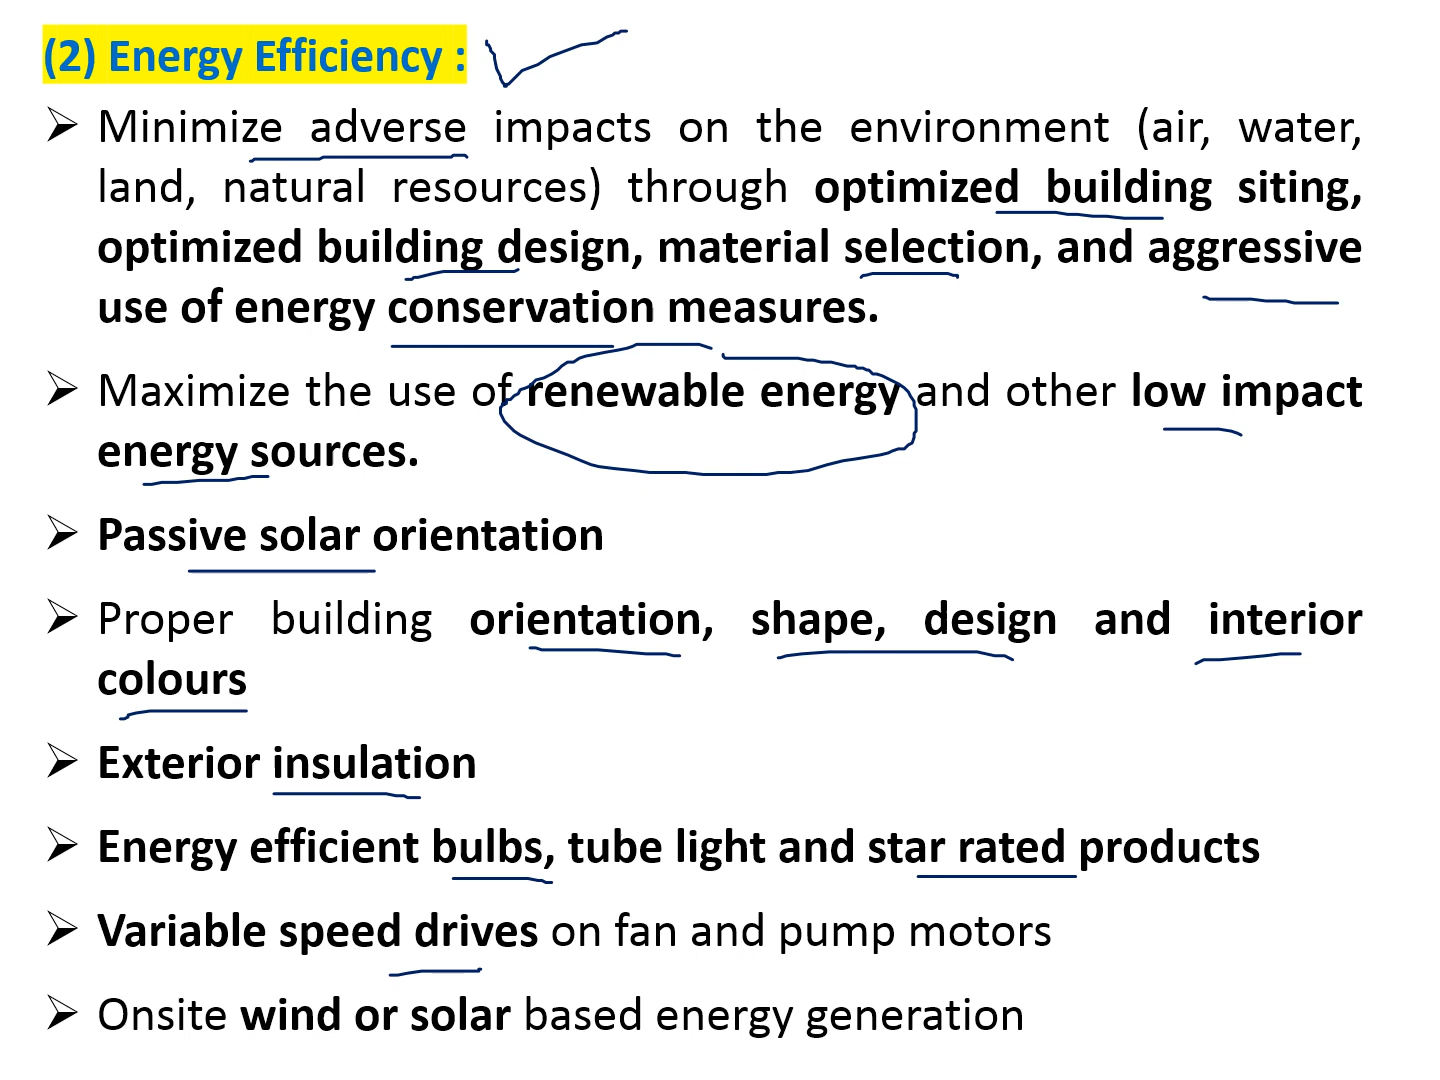 (2) Energy Efficiency :
➢ Minimize adverse impacts on the environment (air, water,
land, natural resources) through optimized building siting,
optimized building design, material selection, and aggressive
use of energy conservation measures.
➢ Maximize the use of renewable energy and other low impact
energy sources.
➢ Passive solar orientation
➢ Proper building orientation, shape, design and interior
colours
➢ Exterior insulation
➢ Energy efficient bulbs, tube light and star rated products
➢ Variable speed drives on fan and pump motors
➢ Onsite wind or solar based energy generation